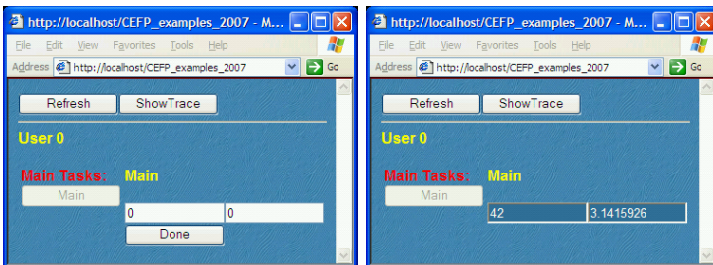 http://localhost/CEFP_examples_2007 - M...
File Edit View Favorites Tools Help
Address http://localhost/CEFP_examples_2007 Go
Refresh ShowTrace
User 0
Main Tasks: Main
Main
0 0
Done
http://localhost/CEFP_examples_2007 - M...
File Edit View Favorites Tools Help
Address http://localhost/CEFP_examples_2007 Go
Refresh ShowTrace
User 0
Main Tasks: Main
Main
42 3.1415926